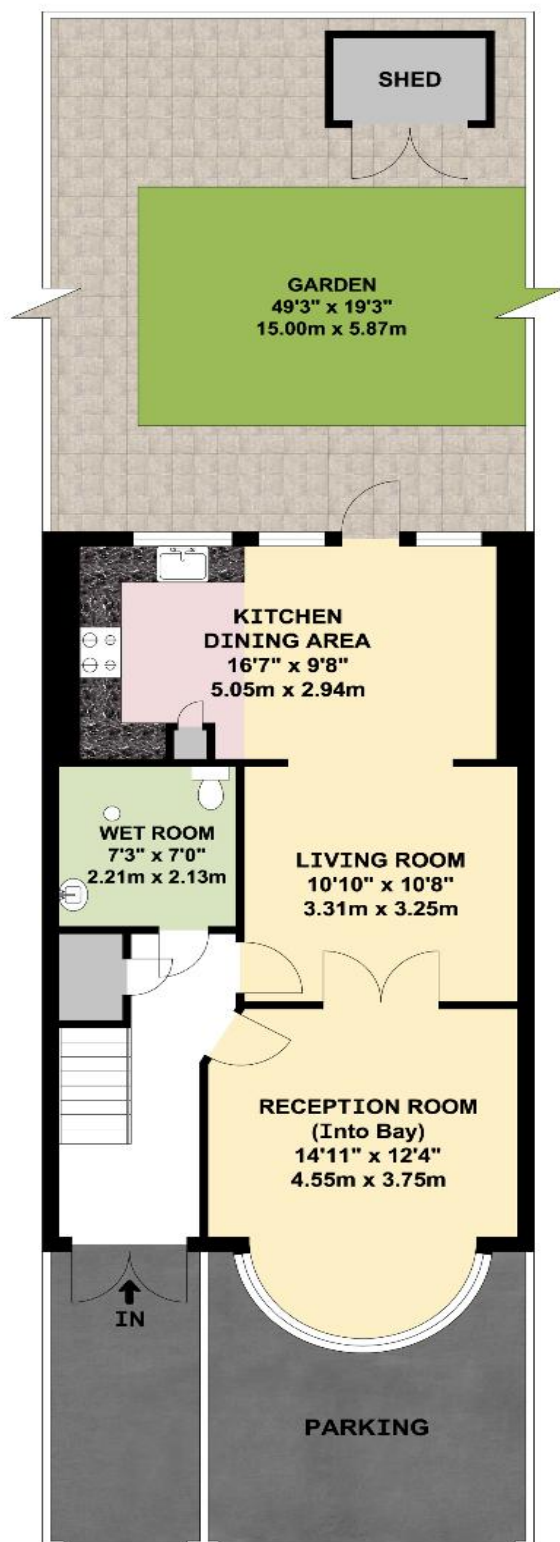 SHED
GARDEN
49'3" x 19'3"
15.00m x 5.87m
KITCHEN
DINING AREA
16'7" x 9'8"
5.05m x 2.94m
WET ROOM
7'3" x 7'0"
2.21m x 2.13m
LIVING ROOM
10'10" x 10'8"
3.31m x 3.25m
RECEPTION ROOM
(Into Bay)
14'11" x 12'4"
4.55m x 3.75m
IN
PARKING